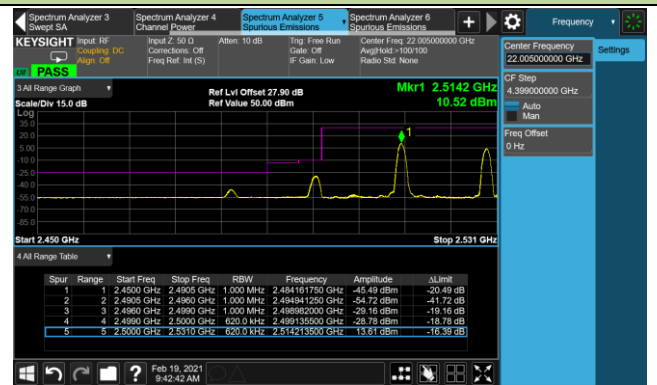 Spectrum Analyzer 3
Swept SA
Spectrum Analyzer 4
Channel Power
Spectrum Analyzer 5
Spurious Emissions
Spectrum Analyzer 6
Spurious Emissions
Frequency
KEYSIGHT
Input: RF
Coupling: DC
Align: Off
Input Z: 50 Ω
Corrections: Off
Freq Ref: Int (S)
Atten: 10 dB
Trig: Free Run
Gate: Off
IF Gain: Low
Center Freq: 22.005000000 GHz
Avg|Hold:>100/100
Radio Std: None
PASS
Center Frequency
22.005000000 GHz
Settings
CF Step
4.399000000 GHz
Auto
Man
Freq Offset
0 Hz
3 All Range Graph
Ref Lvl Offset 27.90 dB
Mkr1 2.5142 GHz
Scale/Div 15.0 dB
Ref Value 50.00 dBm
10.52 dBm
Log
35.0
20.0
5.00
-10.0
-25.0
-40.0
-55.0
-70.0
-85.0
1
Start 2.450 GHz
Stop 2.531 GHz
4 All Range Table
Spur Range Start Freq Stop Freq RBW Frequency Amplitude ΔLimit
1 1 2.4500 GHz 2.4905 GHz 1.000 MHz 2.484161750 GHz -45.49 dBm -20.49 dB
2 2 2.4905 GHz 2.4960 GHz 1.000 MHz 2.494941250 GHz -54.72 dBm -41.72 dB
3 3 2.4960 GHz 2.4990 GHz 1.000 MHz 2.498982000 GHz -29.16 dBm -19.16 dB
4 4 2.4990 GHz 2.5000 GHz 620.0 kHz 2.499135500 GHz -28.78 dBm -18.78 dB
5 5 2.5000 GHz 2.5310 GHz 620.0 kHz 2.514213500 GHz 13.61 dBm -16.39 dB
Feb 19, 2021
9:42:42 AM